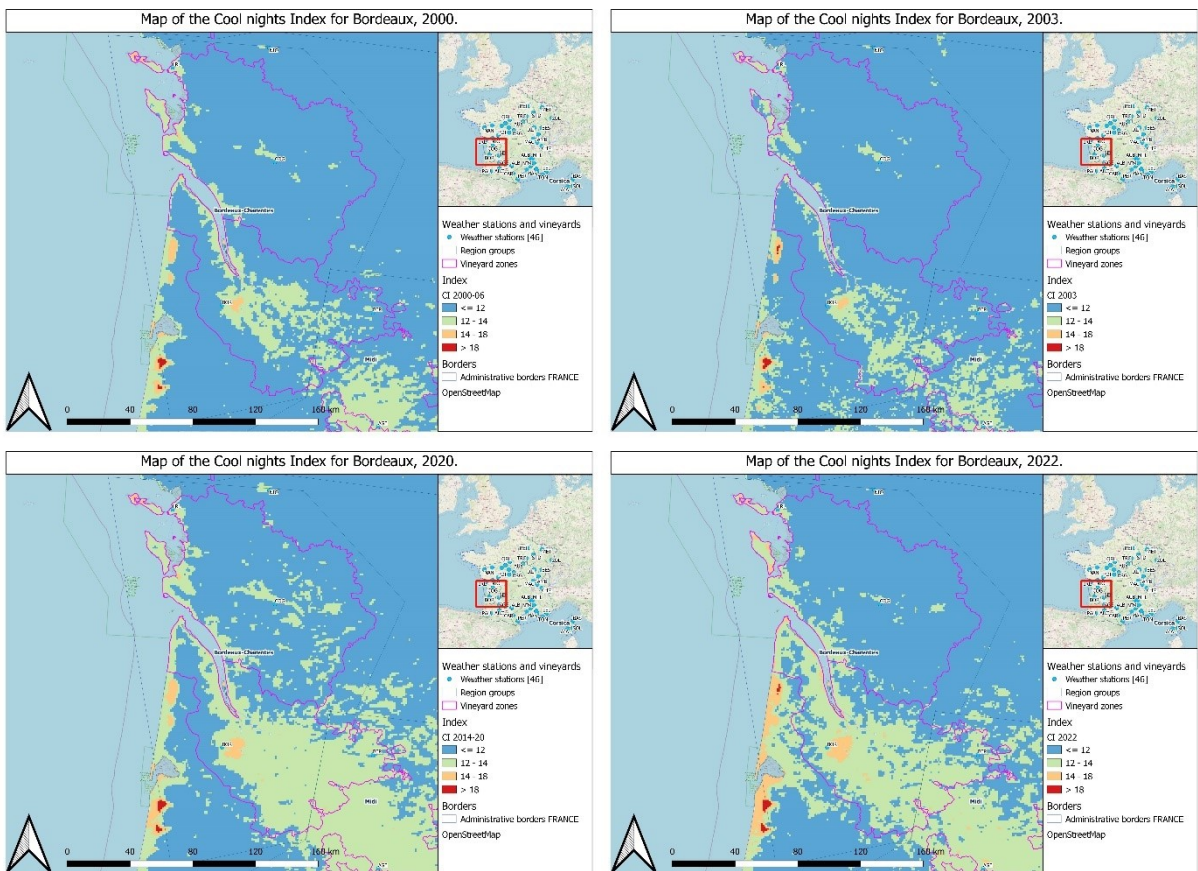 Map of the Cool nights Index for Bordeaux, 2000.
Bordeaux-Charentes
Midi
Corsica
Weather stations and vineyards
Weather stations [46]
Region groups
Vineyard zones
Index
CI 2000-06
<= 12
12 - 14
14 - 18
> 18
Borders
Administrative borders FRANCE
OpenStreetMap
0 40 80 120 160 km
Map of the Cool nights Index for Bordeaux, 2003.
Bordeaux-Charentes
Midi
Corsica
Weather stations and vineyards
Weather stations [46]
Region groups
Vineyard zones
Index
CI 2003
<= 12
12 - 14
14 - 18
> 18
Borders
Administrative borders FRANCE
OpenStreetMap
0 40 80 120 160 km
Map of the Cool nights Index for Bordeaux, 2020.
Bordeaux-Charentes
Midi
Corsica
Weather stations and vineyards
Weather stations [46]
Region groups
Vineyard zones
Index
CI 2014-20
<= 12
12 - 14
14 - 18
> 18
Borders
Administrative borders FRANCE
OpenStreetMap
0 40 80 120 160 km
Map of the Cool nights Index for Bordeaux, 2022.
Bordeaux-Charentes
Midi
Corsica
Weather stations and vineyards
Weather stations [46]
Region groups
Vineyard zones
Index
CI 2022
<= 12
12 - 14
14 - 18
> 18
Borders
Administrative borders FRANCE
OpenStreetMap
0 40 80 120 160 km